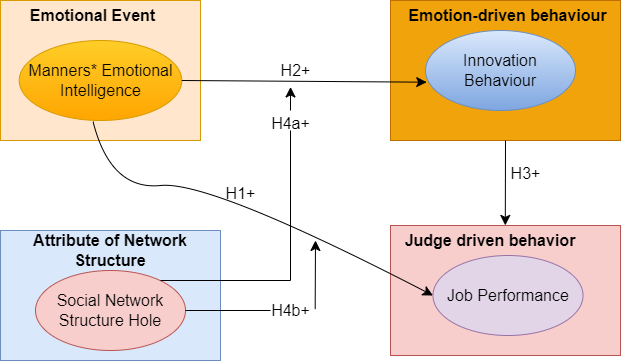 Emotional Event
Manners* Emotional
Intelligence
H2+
Emotion-driven behaviour
Innovation
Behaviour
H4a+
H3+
H1+
Attribute of Network
Structure
Social Network
Structure Hole
H4b+
Judge driven behavior
Job Performance